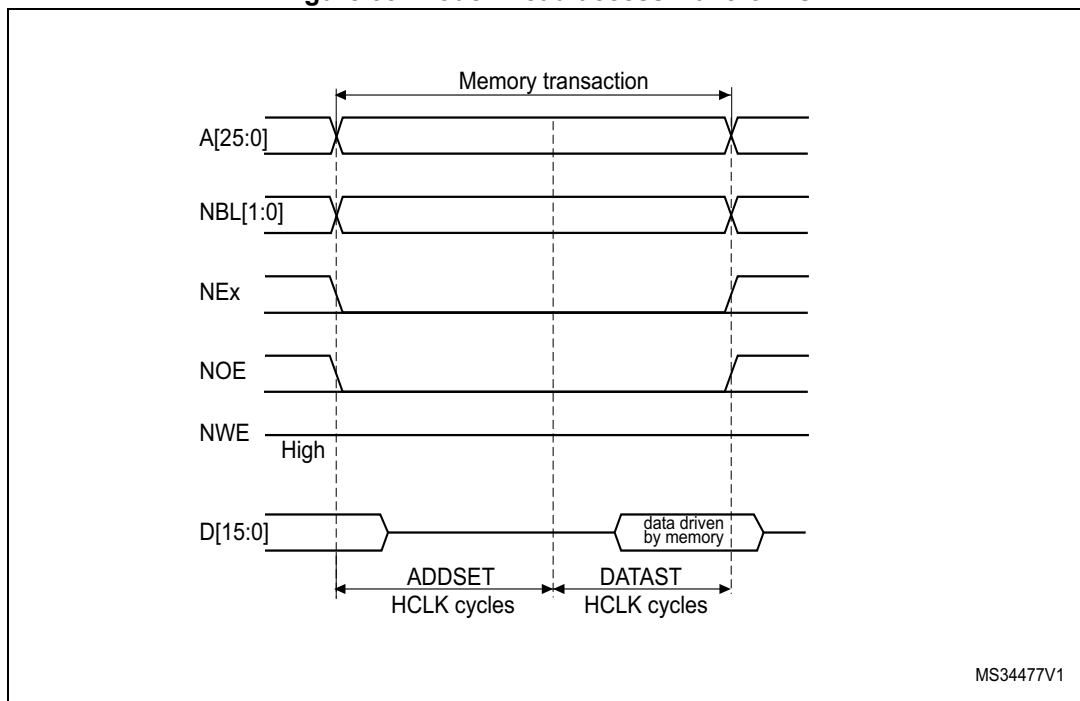 Memory transaction
A[25:0]
NBL[1:0]
NEx
NOE
NWE
High
D[15:0]
data driven
by memory
ADDSET
HCLK cycles
DATAST
HCLK cycles
MS34477V1